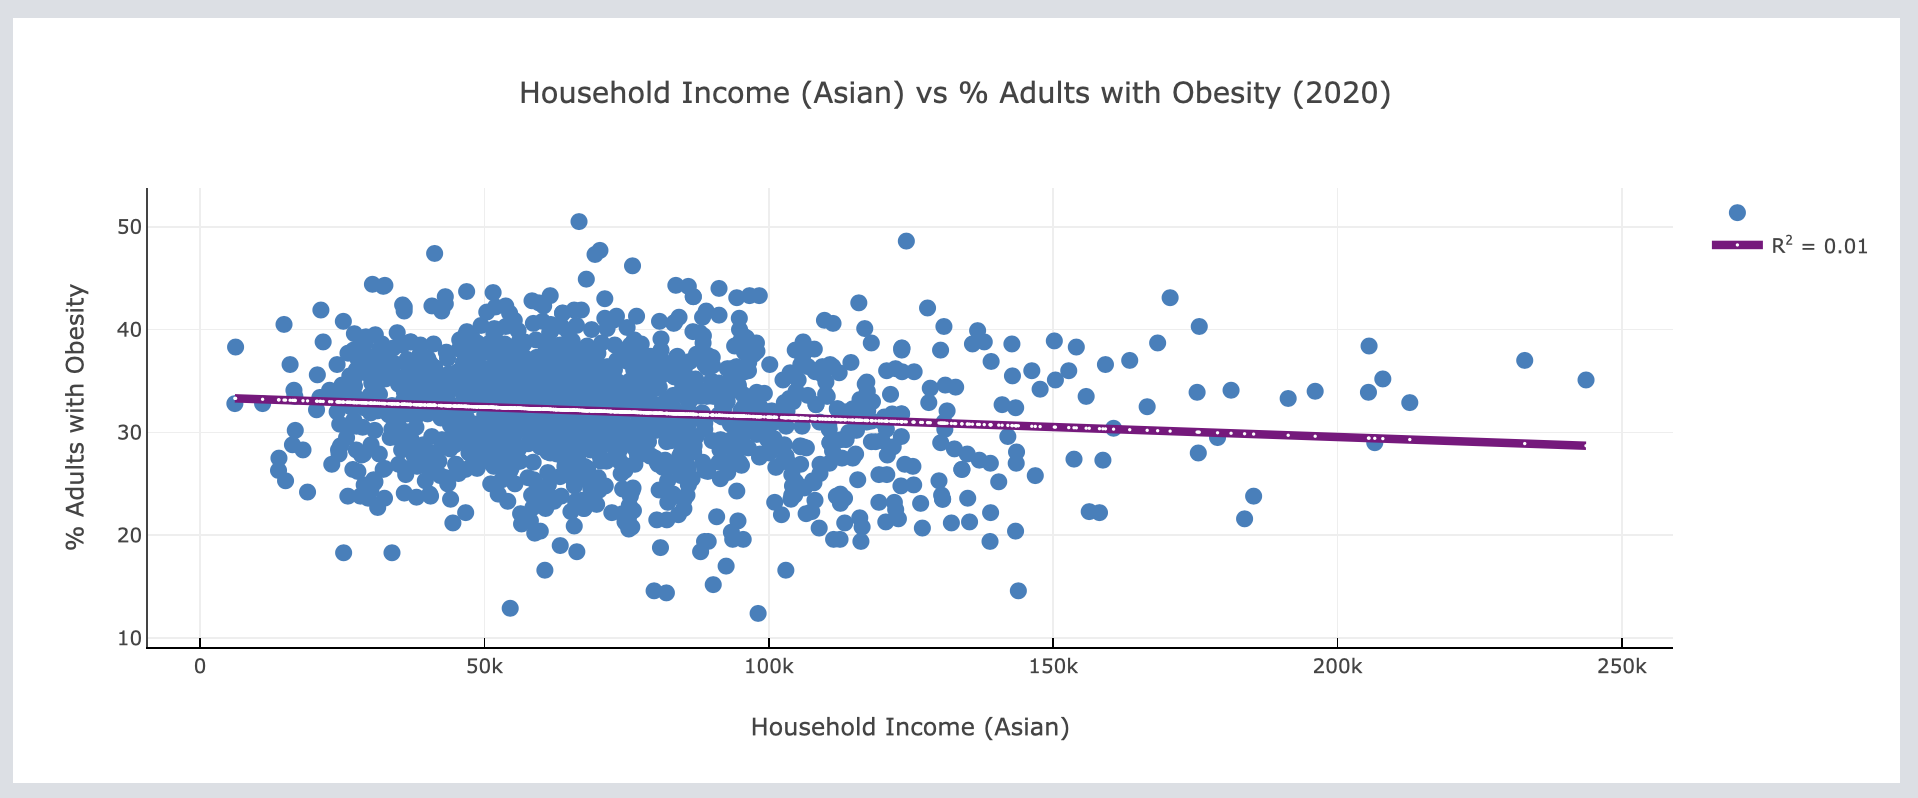 Household Income (Asian) vs % Adults with Obesity (2020)
R² = 0.01
50
40
30
20
10
% Adults with Obesity
0 50k 100k 150k 200k 250k
Household Income (Asian)